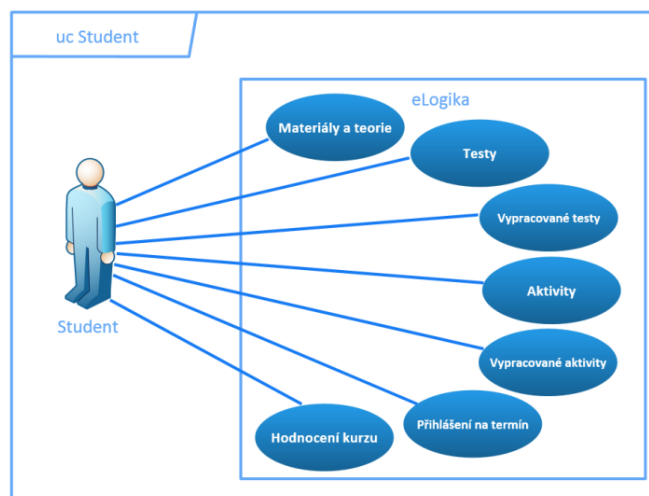 uc Student
eLogika
Materiály a teorie
Testy
Vypracované testy
Aktivity
Student
Vypracované aktivity
Přihlášení na termín
Hodnocení kurzu